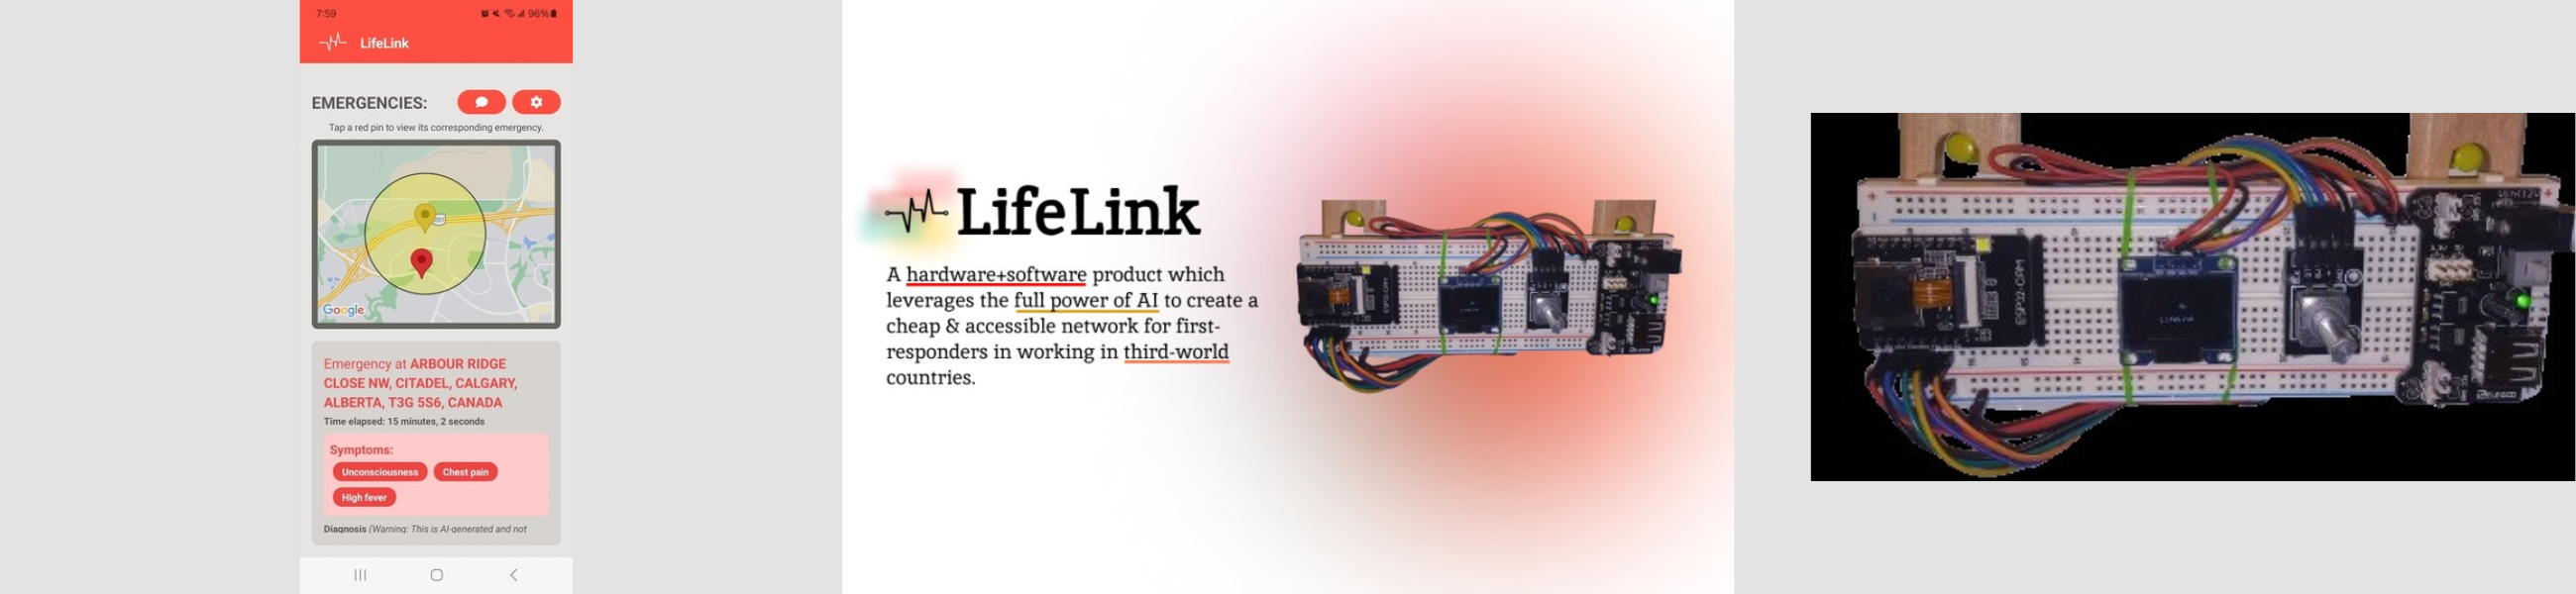 7:59
96%
LifeLink
EMERGENCIES:
Tap a red pin to view its corresponding emergency.
201
Google
Emergency at ARBOUR RIDGE
CLOSE NW, CITADEL, CALGARY,
ALBERTA, T3G 5S6, CANADA
Time elapsed: 15 minutes, 2 seconds
Symptoms:
Unconsciousness
Chest pain
High fever
Diagnosis (Warning: This is AI-generated and not
LifeLink
A hardware+software product which
leverages the full power of AI to create a
cheap & accessible network for first-
responders in working in third-world
countries.
ESP32-CAM